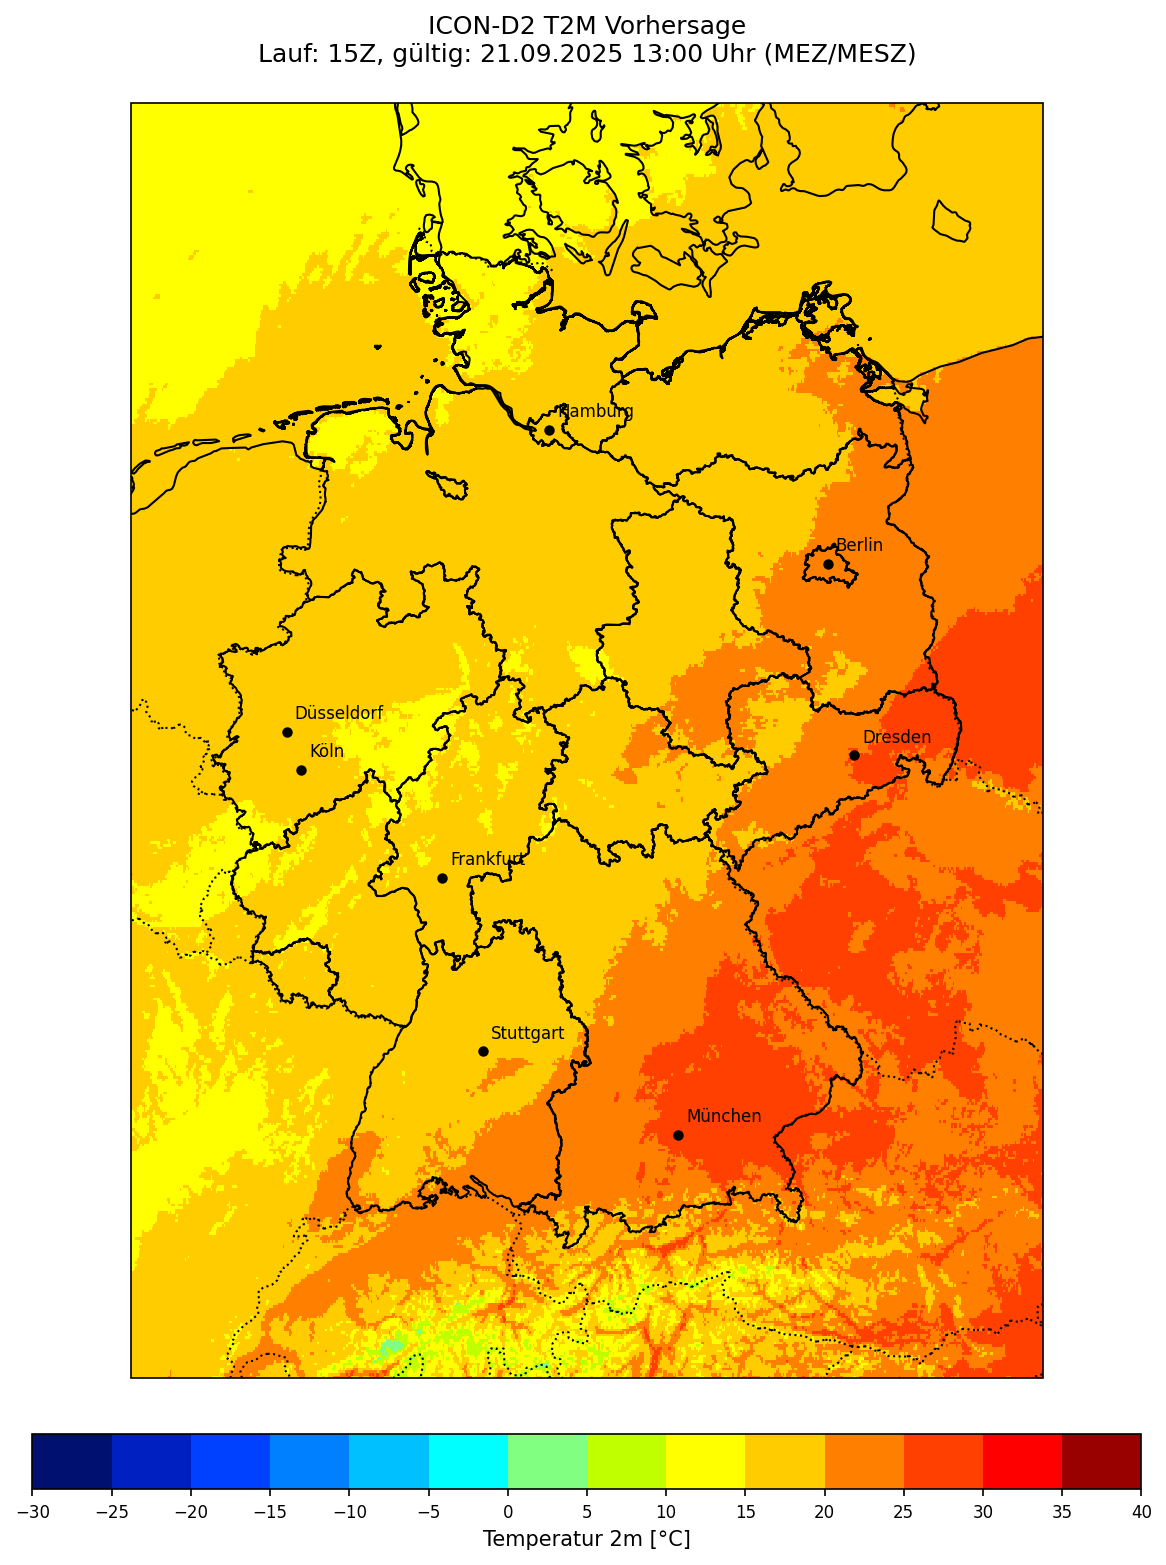 ICON-D2 T2M Vorhersage
Lauf: 15Z, gültig: 21.09.2025 13:00 Uhr (MEZ/MESZ)
Hamburg
Berlin
Düsseldorf
Dresden
Köln
Frankfurt
Stuttgart
München
−30 −25 −20 −15 −10 −5 0 5 10 15 20 25 30 35 40
Temperatur 2m [°C]